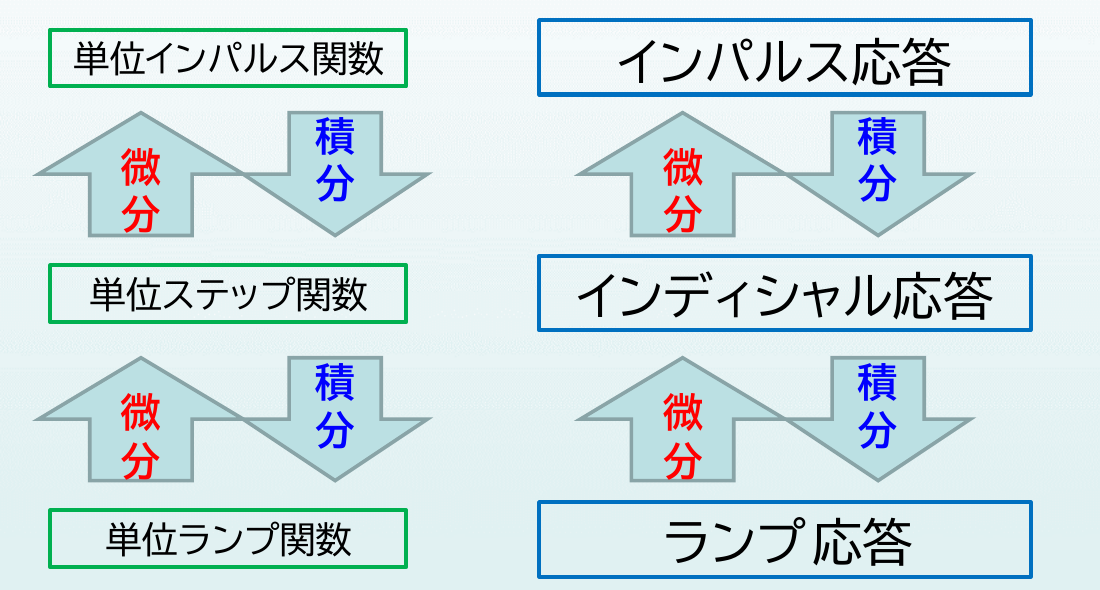 単位インパルス関数
インパルス応答
微分
積分
微分
積分
単位ステップ関数
インディシャル応答
微分
積分
微分
積分
単位ランプ関数
ランプ応答